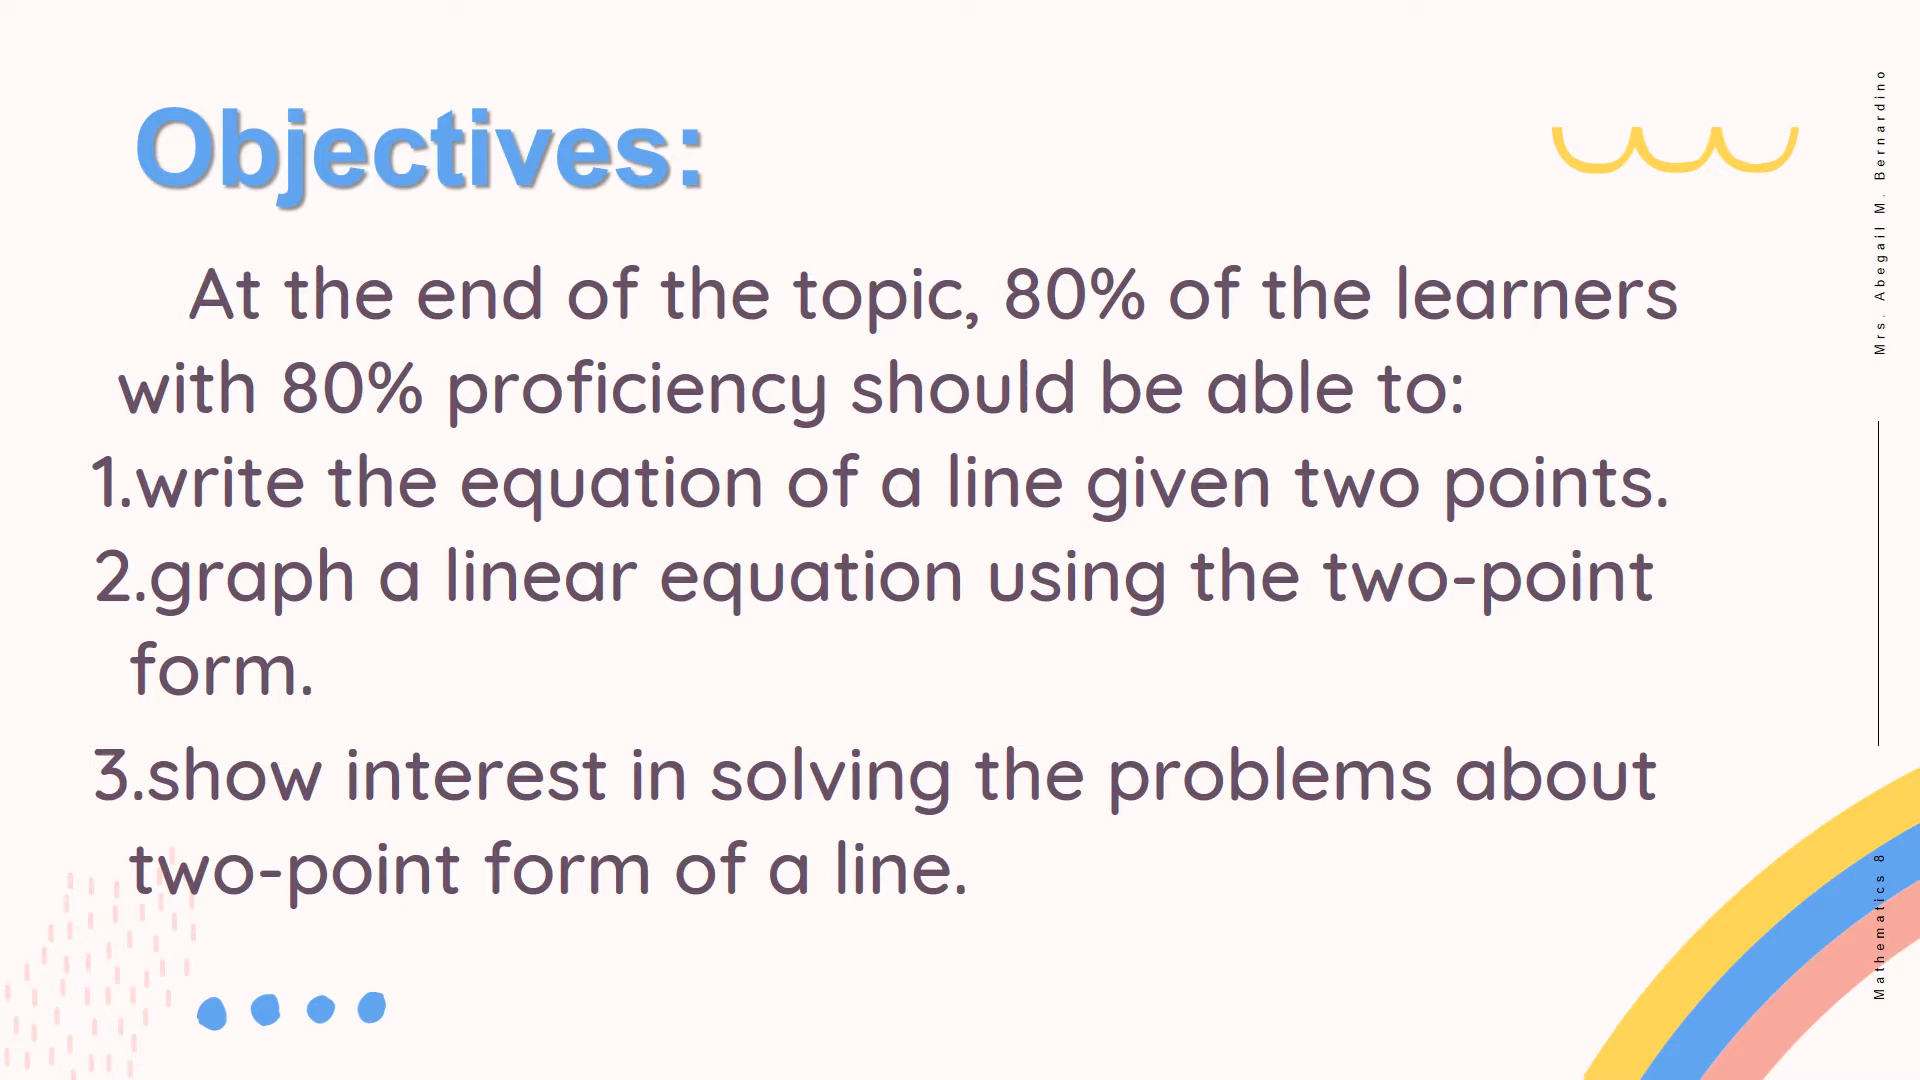 Objectives:
At the end of the topic, 80% of the learners
with 80% proficiency should be able to:
1.write the equation of a line given two points.
2.graph a linear equation using the two-point
form.
3.show interest in solving the problems about
two-point form of a line.
Mrs. Abegail M. Bernardino
Mathematics 8